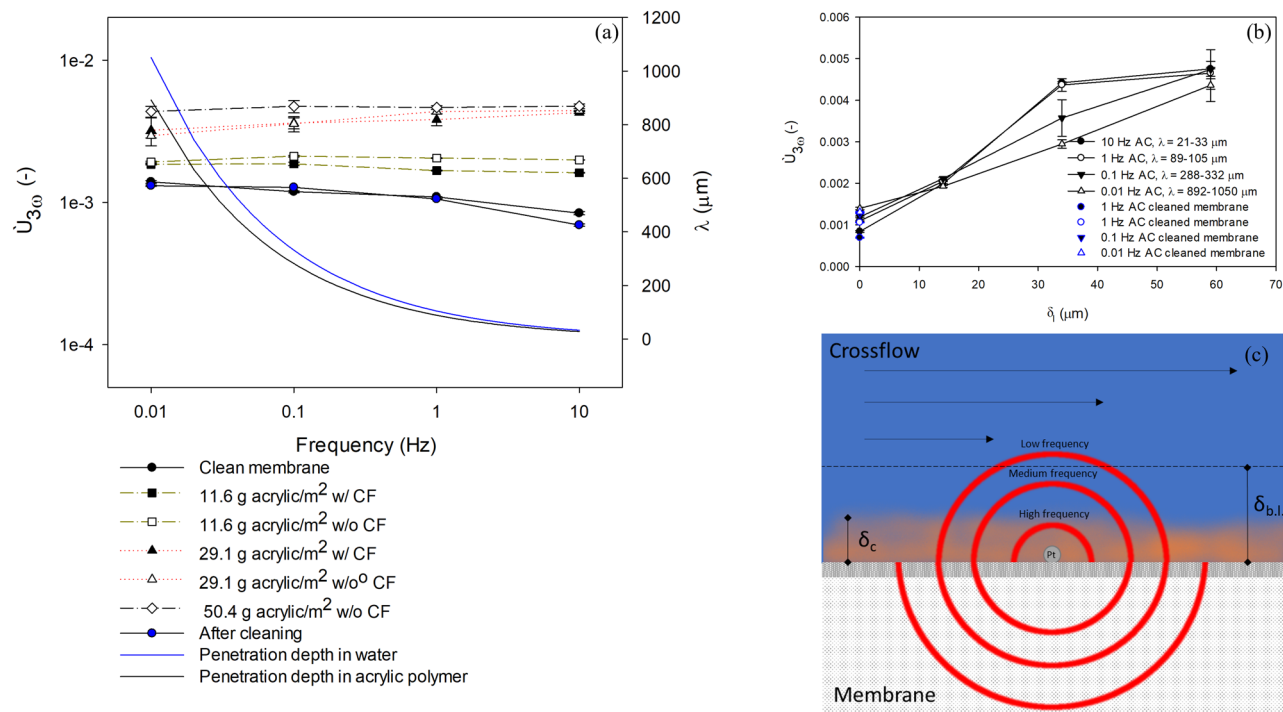 (a)
1200
1000
800
600
400
200
0
λ (μm)
1e-2
1e-3
1e-4
Ù3ω (-)
0.01
0.1
1
10
Frequency (Hz)
Clean membrane
11.6 g acrylic/m2 w/ CF
11.6 g acrylic/m2 w/o CF
29.1 g acrylic/m2 w/ CF
29.1 g acrylic/m2 w/oo CF
50.4 g acrylic/m2 w/o CF
After cleaning
Penetration depth in water
Penetration depth in acrylic polymer
(b)
0.006
0.005
0.004
0.003
0.002
0.001
0.000
Ù3ω (-)
10 Hz AC, λ = 21-33 μm
1 Hz AC, λ = 89-105 μm
0.1 Hz AC, λ = 288-332 μm
0.01 Hz AC, λ = 892-1050 μm
1 Hz AC cleaned membrane
1 Hz AC cleaned membrane
0.1 Hz AC cleaned membrane
0.01 Hz AC cleaned membrane
0
10
20
30
40
50
60
70
δl (μm)
Crossflow
(c)
Low frequency
Medium frequency
High frequency
Pt
δc
δb.l.
Membrane